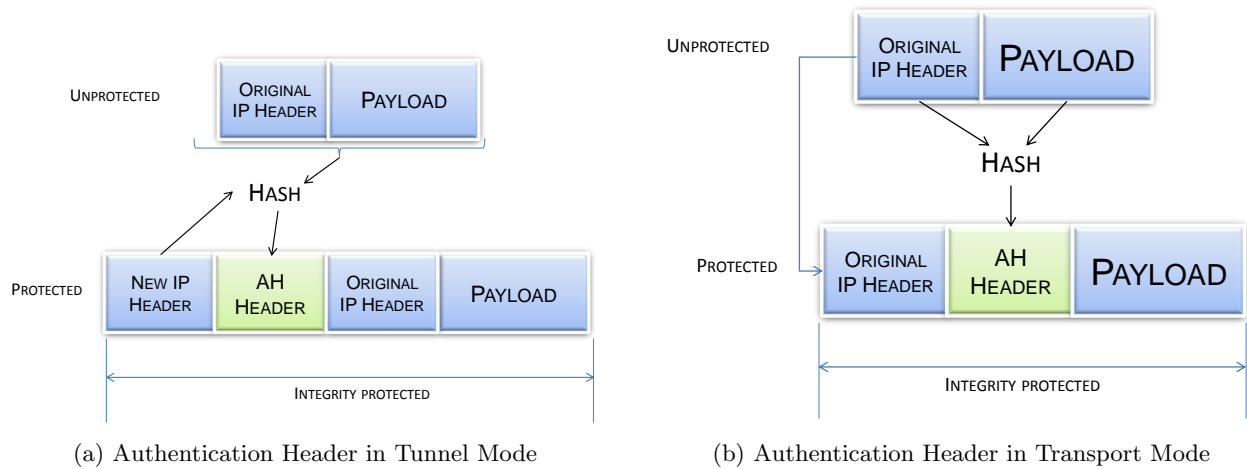 UNPROTECTED
ORIGINAL
IP HEADER
PAYLOAD
HASH
PROTECTED
NEW IP
HEADER
AH
HEADER
ORIGINAL
IP HEADER
PAYLOAD
INTEGRITY PROTECTED
(a) Authentication Header in Tunnel Mode
UNPROTECTED
ORIGINAL
IP HEADER
PAYLOAD
HASH
PROTECTED
ORIGINAL
IP HEADER
AH
HEADER
PAYLOAD
INTEGRITY PROTECTED
(b) Authentication Header in Transport Mode